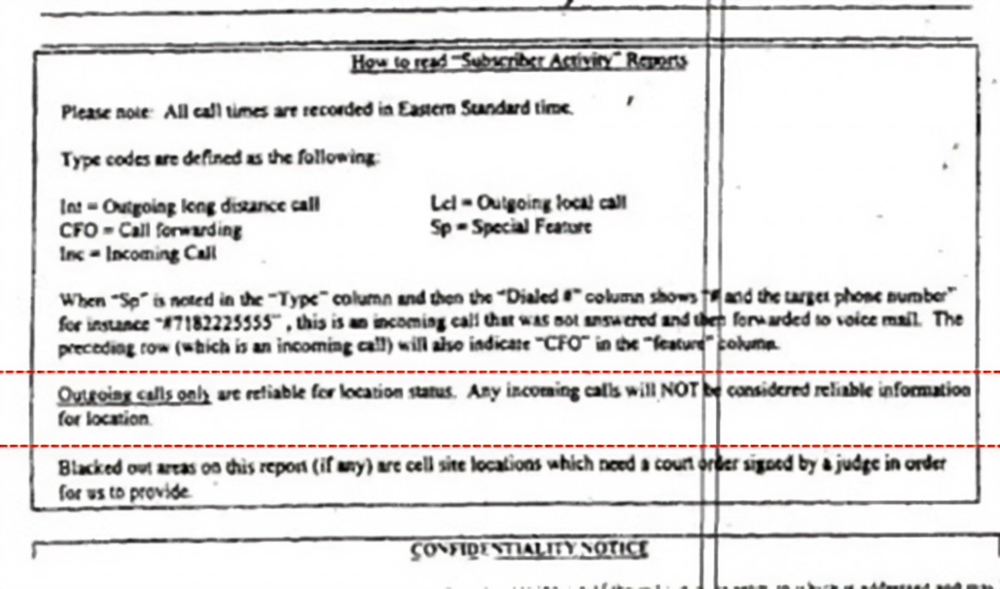 How to read "Subscriber Activity" Reports
Please note: All call times are recorded in Eastern Standard time.
Type codes are defined as the following:
Int = Outgoing long distance call
Lcl = Outgoing local call
CFO = Call forwarding
Sp = Special Feature
Inc = Incoming Call
When "Sp" is noted in the "Type" column and then the "Dialed #" column shows "# and the target phone number"
for instance "#7182225555" , this is an incoming call that was not answered and then forwarded to voice mail. The
preceding row (which is an incoming call) will also indicate "CFO" in the "feature" column.
Outgoing calls only are reliable for location status. Any incoming calls will NOT be considered reliable information
for location.
Blacked out areas on this report (if any) are cell site locations which need a court order signed by a judge in order
for us to provide.
CONFIDENTIALITY NOTICE